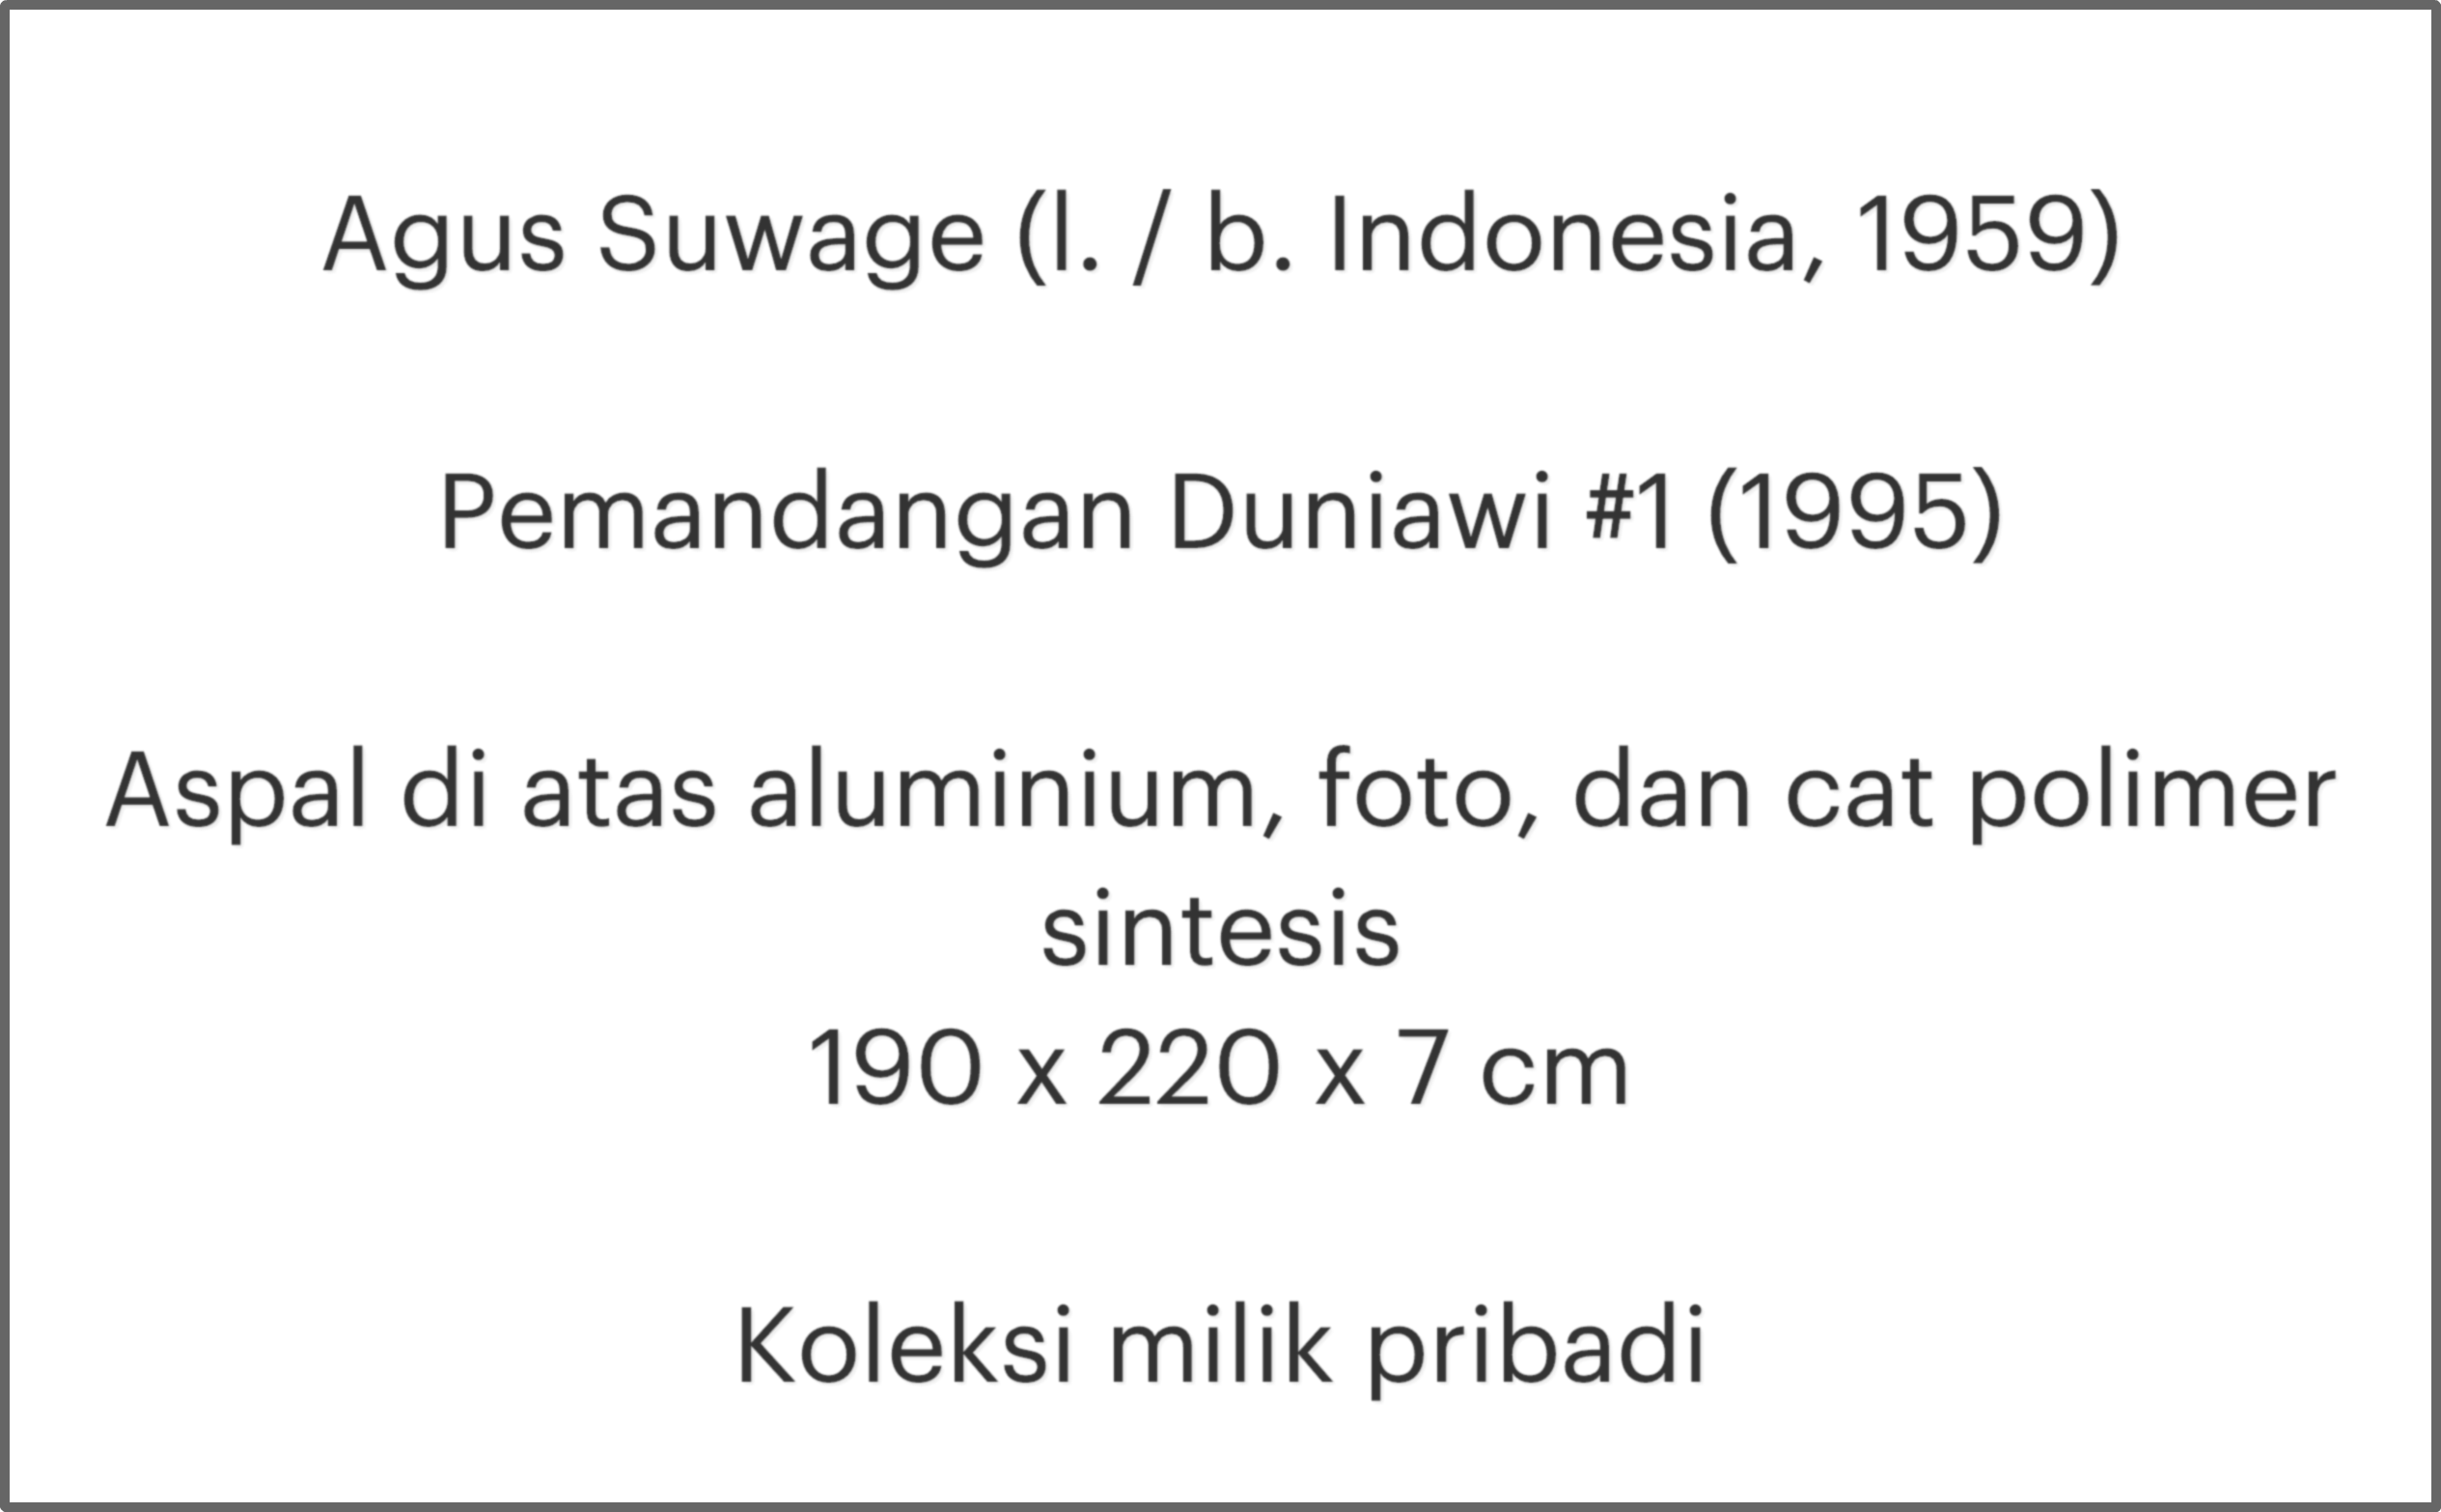 Agus Suwage (l. / b. Indonesia, 1959)
Pemandangan Duniawi #1 (1995)
Aspal di atas aluminium, foto, dan cat polimer
sintesis
190 x 220 x 7 cm
Koleksi milik pribadi